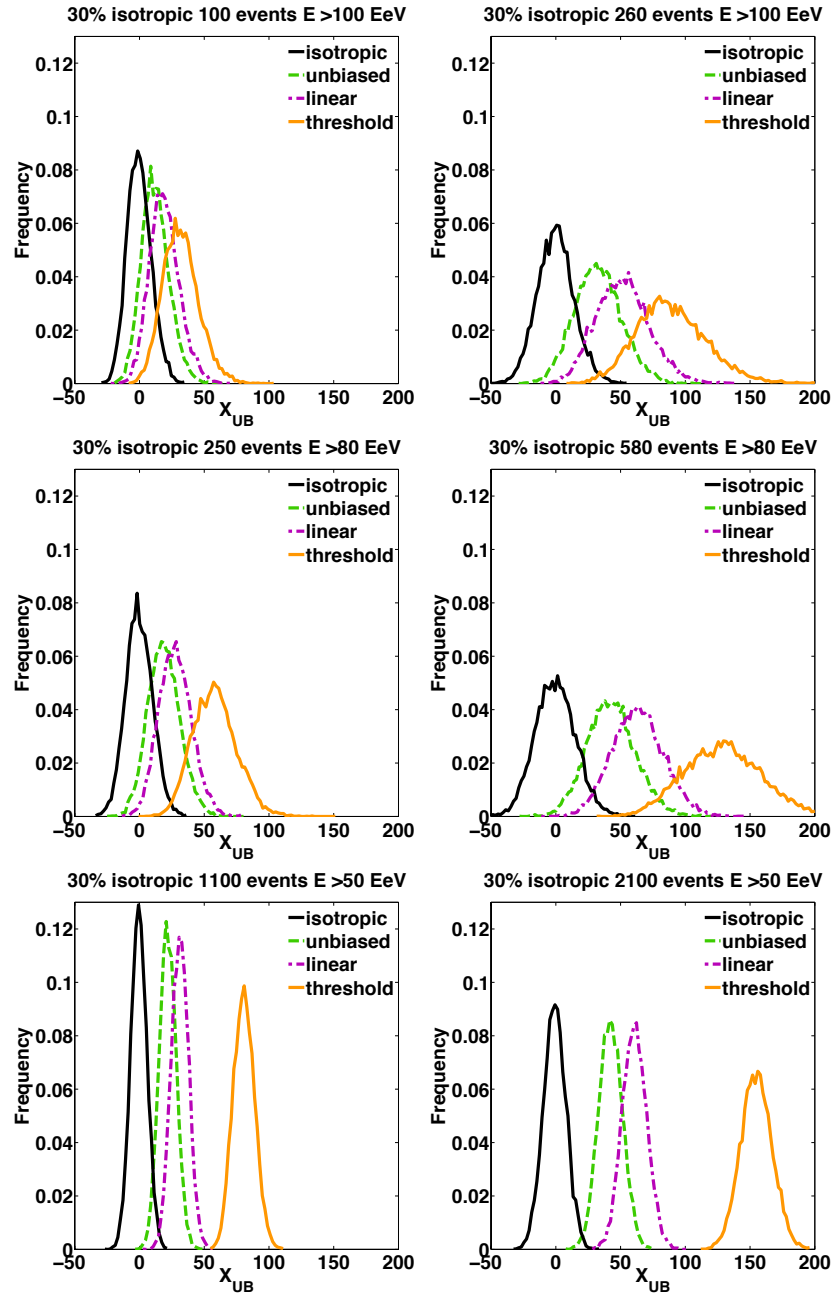 30% isotropic 100 events E >100 EeV
isotropic
unbiased
linear
threshold
Frequency
0.12
0.1
0.08
0.06
0.04
0.02
0
−50 0 50 100 150 200
X_UB
30% isotropic 260 events E >100 EeV
isotropic
unbiased
linear
threshold
Frequency
0.12
0.1
0.08
0.06
0.04
0.02
0
−50 0 50 100 150 200
X_UB
30% isotropic 250 events E >80 EeV
isotropic
unbiased
linear
threshold
Frequency
0.12
0.1
0.08
0.06
0.04
0.02
0
−50 0 50 100 150 200
X_UB
30% isotropic 580 events E >80 EeV
isotropic
unbiased
linear
threshold
Frequency
0.12
0.1
0.08
0.06
0.04
0.02
0
−50 0 50 100 150 200
X_UB
30% isotropic 1100 events E >50 EeV
isotropic
unbiased
linear
threshold
Frequency
0.12
0.1
0.08
0.06
0.04
0.02
0
−50 0 50 100 150 200
X_UB
30% isotropic 2100 events E >50 EeV
isotropic
unbiased
linear
threshold
Frequency
0.12
0.1
0.08
0.06
0.04
0.02
0
−50 0 50 100 150 200
X_UB